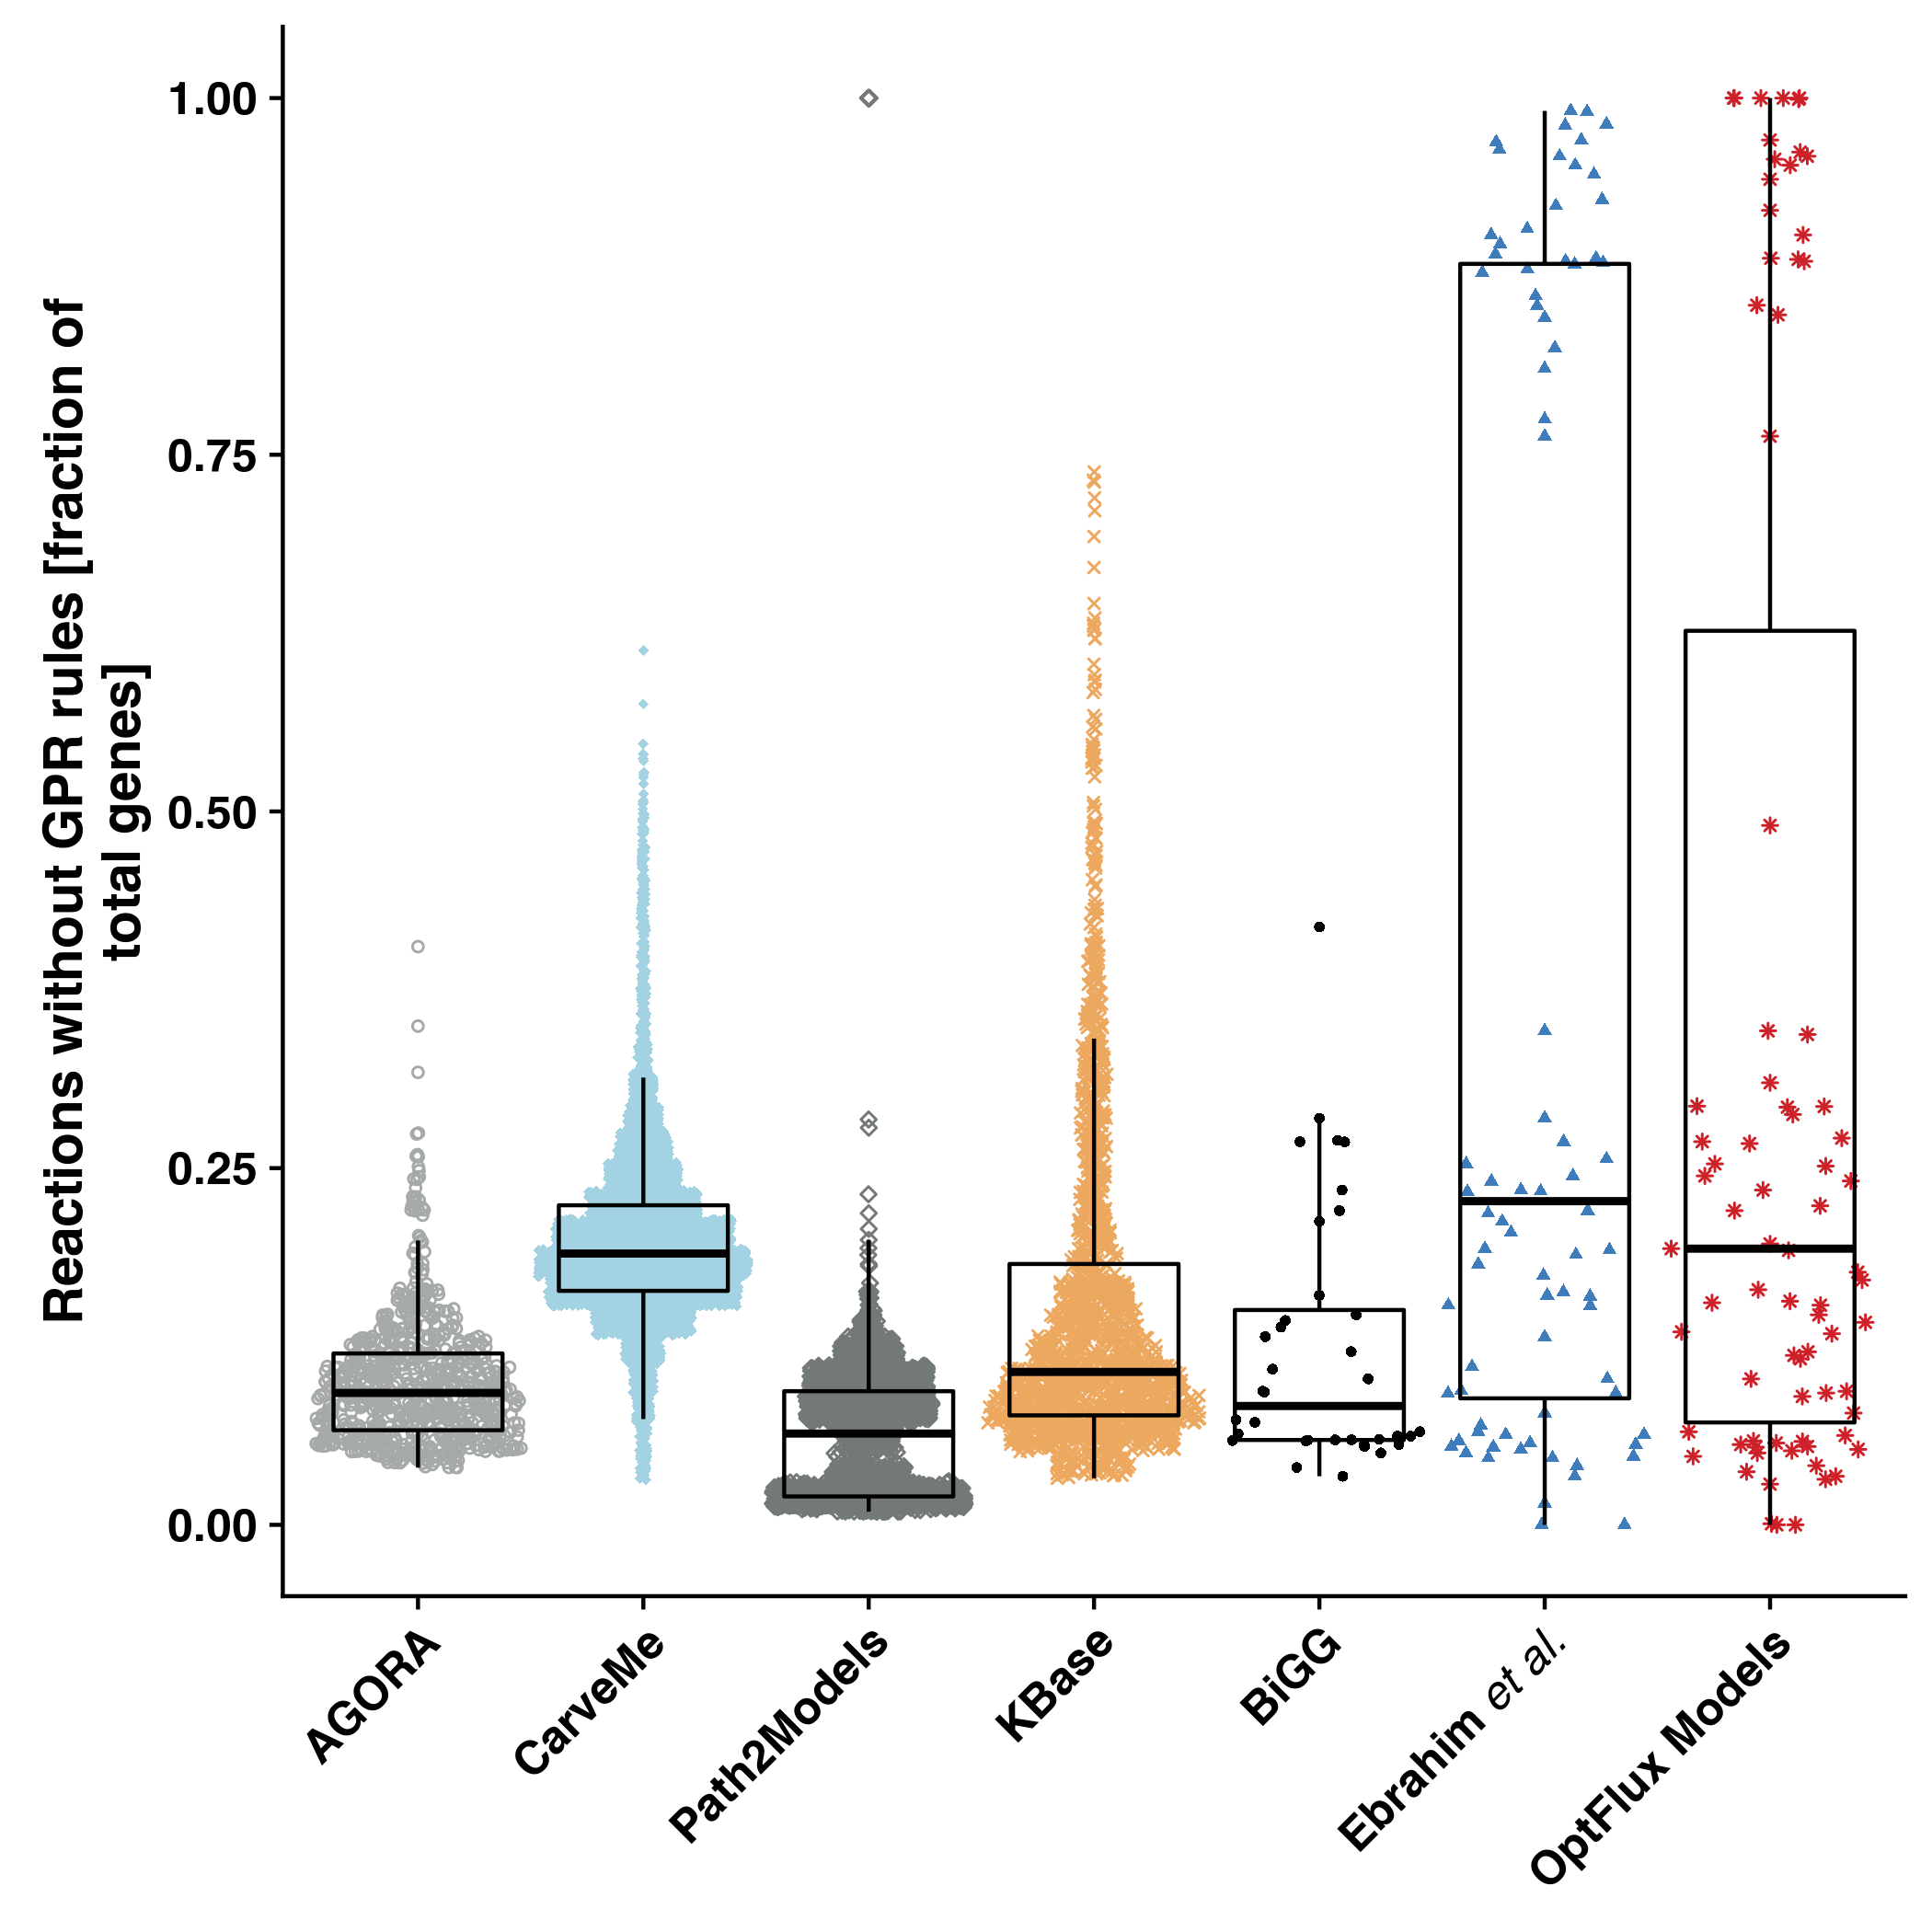 Reactions without GPR rules [fraction of
total genes]
1.00
0.75
0.50
0.25
0.00
AGORA
CarveMe
Path2Models
KBase
BiGG
Ebrahim et al.
OptFlux Models